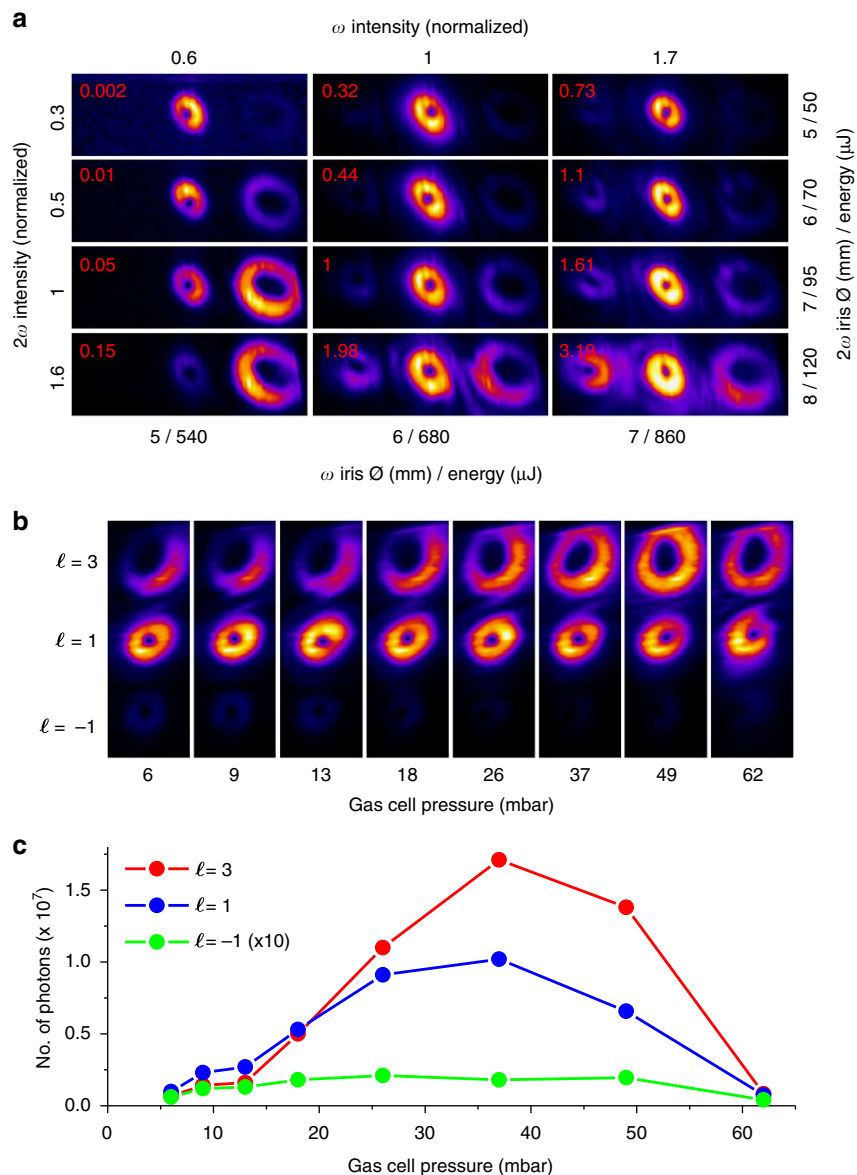 a
ω intensity (normalized)
0.6 1 1.7
2ω intensity (normalized)
0.3
0.002 0.32 0.73
5 / 50
0.5
0.01 0.44 1.1
6 / 70
1
0.05 1 1.61
7 / 95
1.6
0.15 1.98 3.19
8 / 120
2ω iris Ø (mm) / energy (μJ)
5 / 540 6 / 680 7 / 860
ω iris Ø (mm) / energy (μJ)
b
ℓ = 3
ℓ = 1
ℓ = −1
6 9 13 18 26 37 49 62
Gas cell pressure (mbar)
c
ℓ= 3
ℓ= 1
ℓ= −1 (x10)
No. of photons (x 10⁷)
1.5
1.0
0.5
0.0
0 10 20 30 40 50 60
Gas cell pressure (mbar)